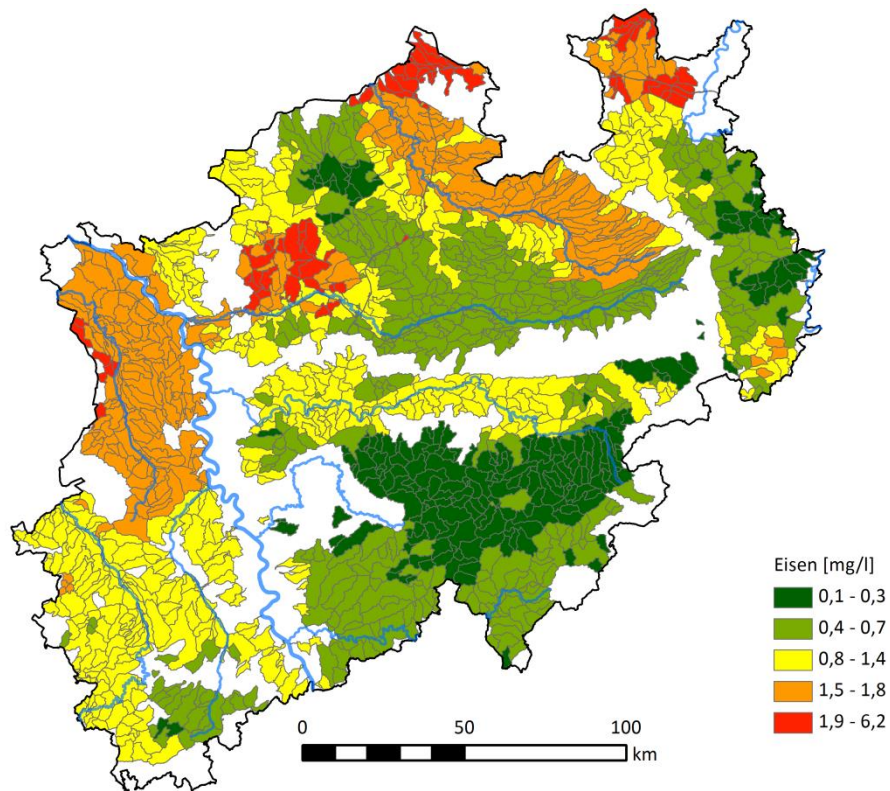 Eisen [mg/l]
0,1 - 0,3
0,4 - 0,7
0,8 - 1,4
1,5 - 1,8
1,9 - 6,2
0 50 100
km